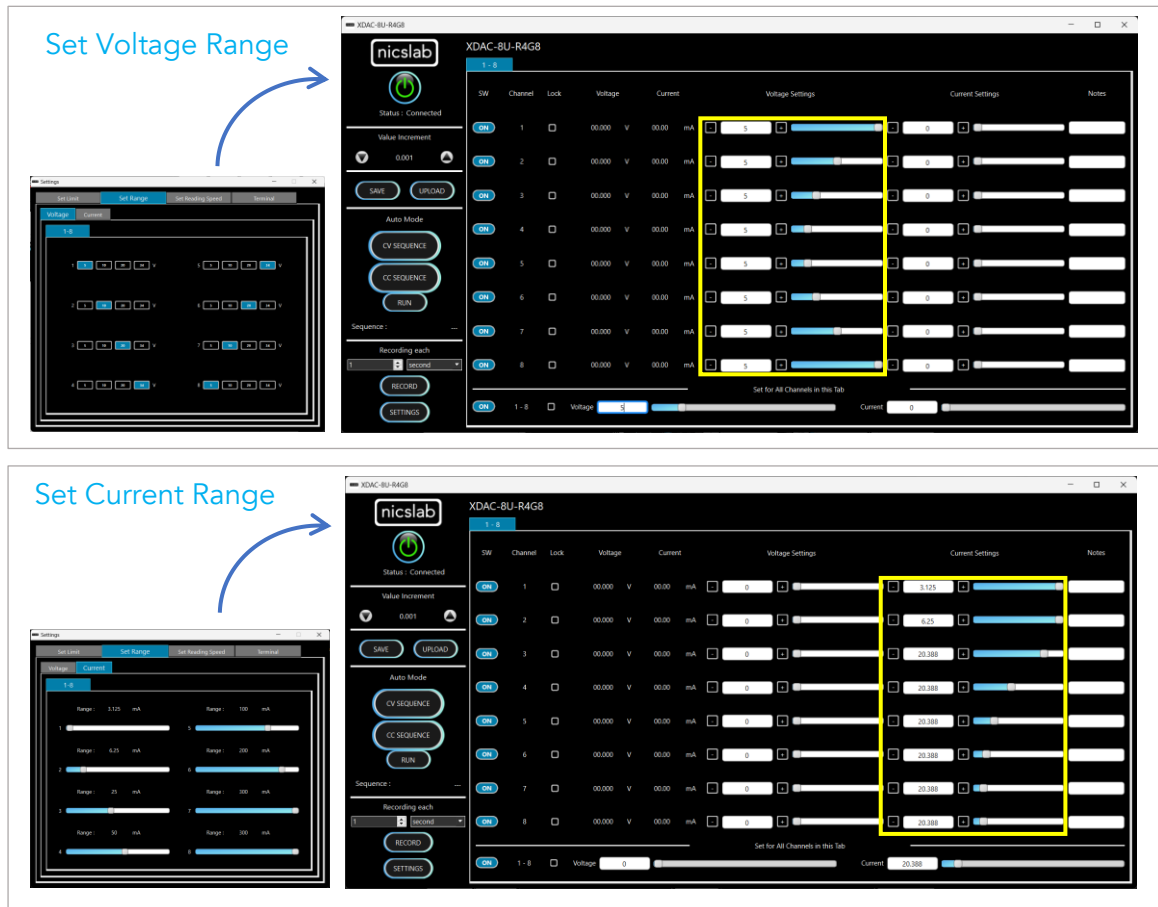 Set Voltage Range
XDAC-8U-R4G8
nicslab
XDAC-8U-R4G8
1 - 8
SW Channel Lock Voltage Current Voltage Settings Current Settings Notes
Status : Connected
ON 1 00.000 V 00.00 mA - 5 + - 0 +
Value Increment
0.001
ON 2 00.000 V 00.00 mA - 5 + - 0 +
SAVE UPLOAD
ON 3 00.000 V 00.00 mA - 5 + - 0 +
Auto Mode
ON 4 00.000 V 00.00 mA - 5 + - 0 +
CV SEQUENCE
ON 5 00.000 V 00.00 mA - 5 + - 0 +
CC SEQUENCE
ON 6 00.000 V 00.00 mA - 5 + - 0 +
RUN
Sequence : ---
ON 7 00.000 V 00.00 mA - 5 + - 0 +
Recording each
1 second
ON 8 00.000 V 00.00 mA - 5 + - 0 +
RECORD
Set for All Channels in this Tab
SETTINGS
ON 1 - 8 Voltage 5 Current 0
Settings
Set Limit Set Range Set Reading Speed Terminal
Voltage Current
1-8
1 V 5 V
2 V 6 V
3 V 7 V
4 V 8 V
Set Current Range
XDAC-8U-R4G8
nicslab
XDAC-8U-R4G8
1 - 8
SW Channel Lock Voltage Current Voltage Settings Current Settings Notes
Status : Connected
ON 1 00.000 V 00.00 mA - 0 + - 3.125 +
Value Increment
0.001
ON 2 00.000 V 00.00 mA - 0 + - 6.25 +
SAVE UPLOAD
ON 3 00.000 V 00.00 mA - 0 + - 20.388 +
Auto Mode
ON 4 00.000 V 00.00 mA - 0 + - 20.388 +
CV SEQUENCE
ON 5 00.000 V 00.00 mA - 0 + - 20.388 +
CC SEQUENCE
ON 6 00.000 V 00.00 mA - 0 + - 20.388 +
RUN
Sequence : ---
ON 7 00.000 V 00.00 mA - 0 + - 20.388 +
Recording each
1 second
ON 8 00.000 V 00.00 mA - 0 + - 20.388 +
RECORD
Set for All Channels in this Tab
SETTINGS
ON 1 - 8 Voltage 0 Current 20.388
Settings
Set Limit Set Range Set Reading Speed Terminal
Voltage Current
1-8
Range : 3.125 mA Range : 100 mA
1 5
Range : 6.25 mA Range : 200 mA
2 6
Range : 25 mA Range : 300 mA
3 7
Range : 50 mA Range : 300 mA
4 8